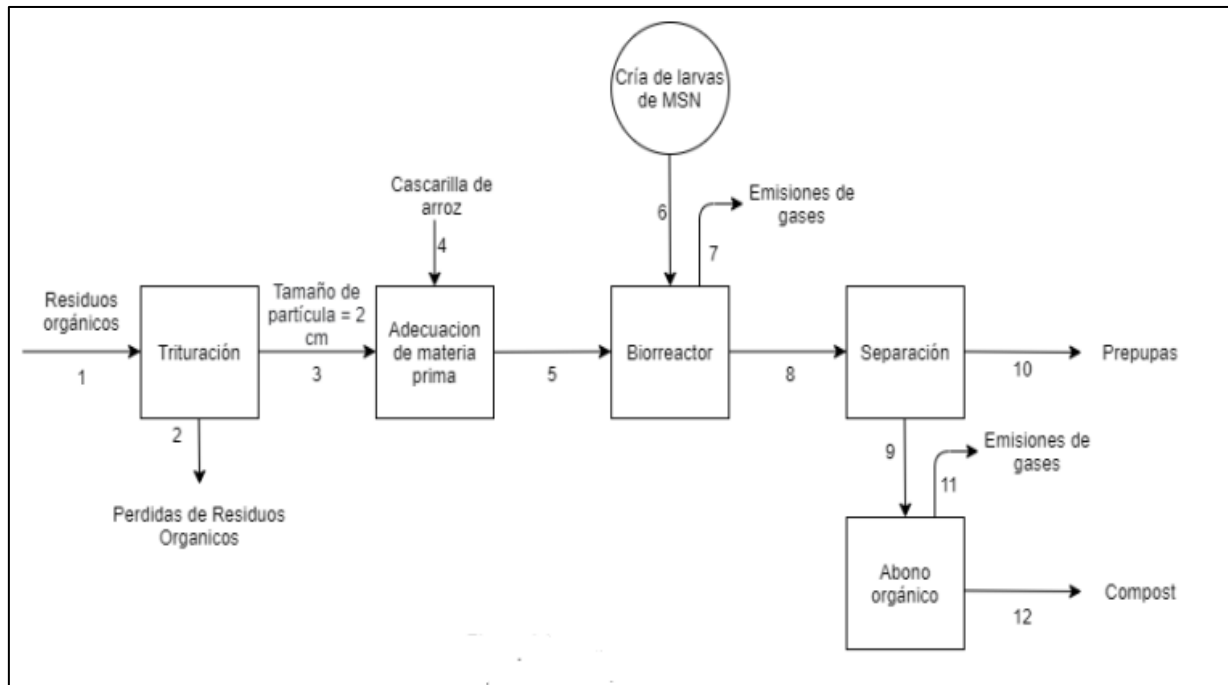 Cría de larvas
de MSN
Cascarilla de
arroz
4
6
Emisiones de
gases
7
Residuos
orgánicos
1
Trituración
Tamaño de
partícula = 2
cm
3
Adecuacion
de materia
prima
5
Biorreactor
8
Separación
10
Prepupas
2
Perdidas de Residuos
Organicos
9
Emisiones de
gases
11
Abono
orgánico
12
Compost